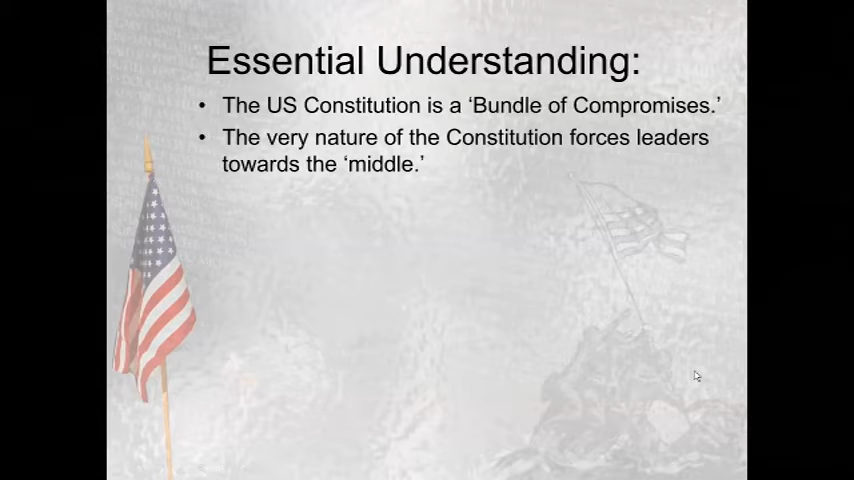 Essential Understanding:
• The US Constitution is a ‘Bundle of Compromises.’
• The very nature of the Constitution forces leaders
towards the ‘middle.’